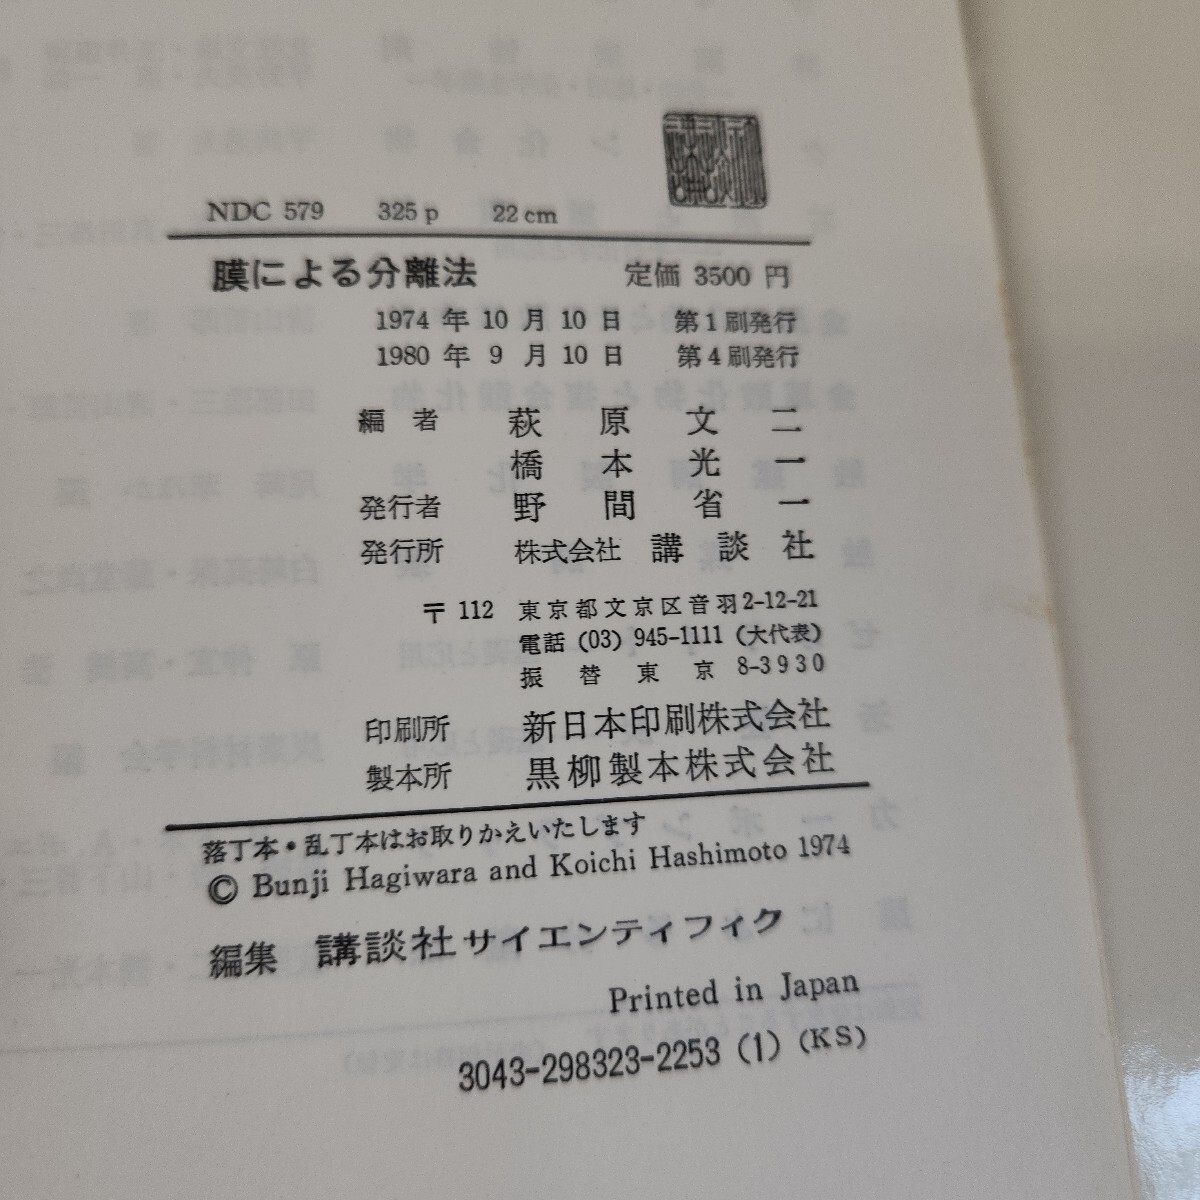 NDC 579 325 p 22 cm
膜による分離法 定価 3500 円
1974 年 10 月 10 日 第1刷発行
1980 年 9 月 10 日 第4刷発行
編者 萩原文二
橋本光一
発行者 野間省一
発行所 株式会社 講談社
〒112 東京都文京区音羽2-12-21
電話 (03) 945-1111 (大代表)
振替東京 8-3930
印刷所 新日本印刷株式会社
製本所 黒柳製本株式会社
落丁本・乱丁本はお取りかえいたします
© Bunji Hagiwara and Koichi Hashimoto 1974
編集 講談社サイエンティフィク
Printed in Japan
3043-298323-2253 (1) (KS)